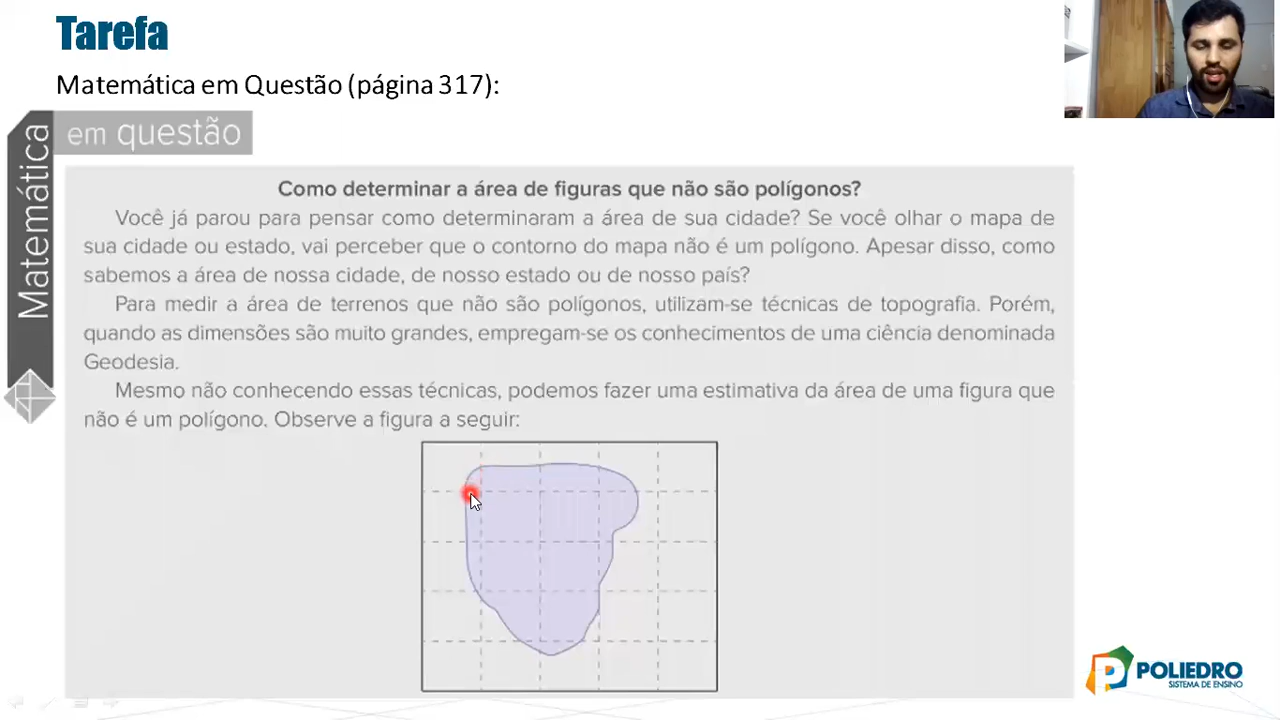 Tarefa
Matemática em Questão (página 317):
Matemática
em questão
Como determinar a área de figuras que não são polígonos?
Você já parou para pensar como determinaram a área de sua cidade? Se você olhar o mapa de
sua cidade ou estado, vai perceber que o contorno do mapa não é um polígono. Apesar disso, como
sabemos a área de nossa cidade, de nosso estado ou de nosso país?
Para medir a área de terrenos que não são polígonos, utilizam-se técnicas de topografia. Porém,
quando as dimensões são muito grandes, empregam-se os conhecimentos de uma ciência denominada
Geodesia.
Mesmo não conhecendo essas técnicas, podemos fazer uma estimativa da área de uma figura que
não é um polígono. Observe a figura a seguir:
POLIEDRO
SISTEMA DE ENSINO